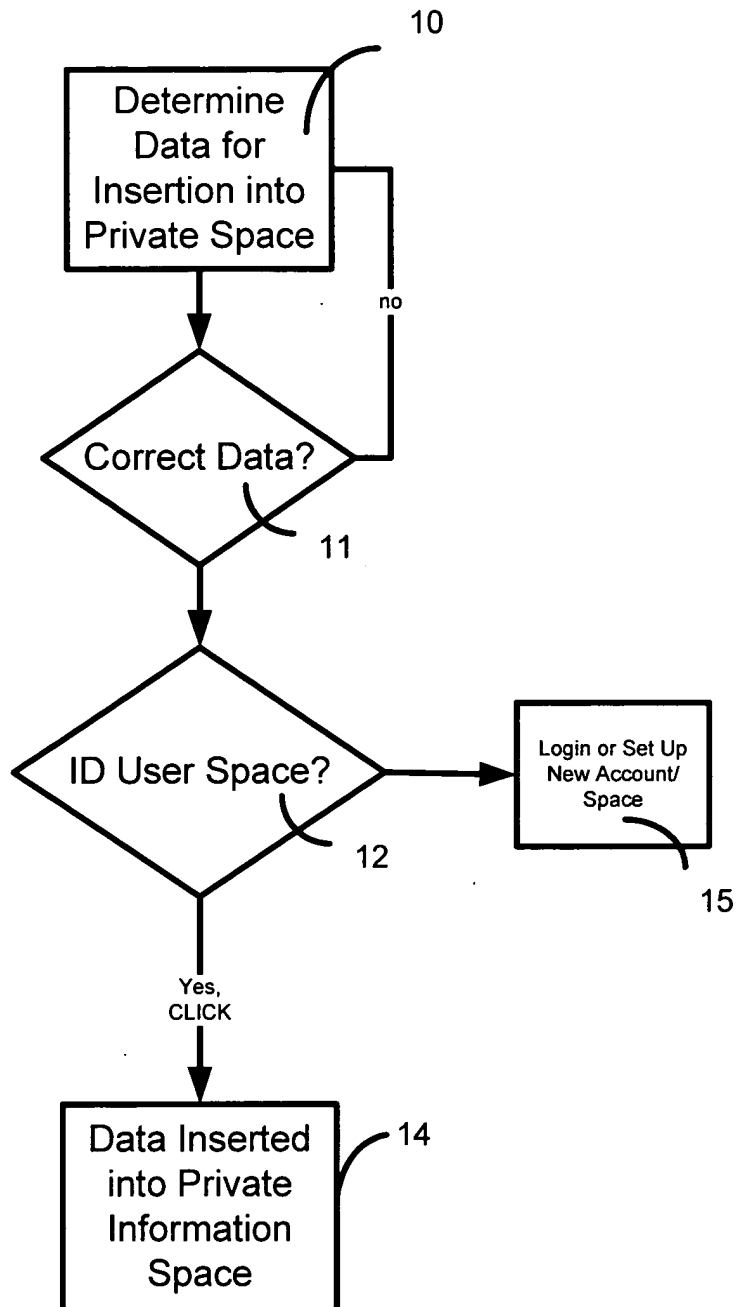 10
Determine
Data for
Insertion into
Private Space
no
Correct Data?
11
ID User Space?
12
Login or Set Up
New Account/
Space
15
Yes,
CLICK
Data Inserted
into Private
Information
Space
14